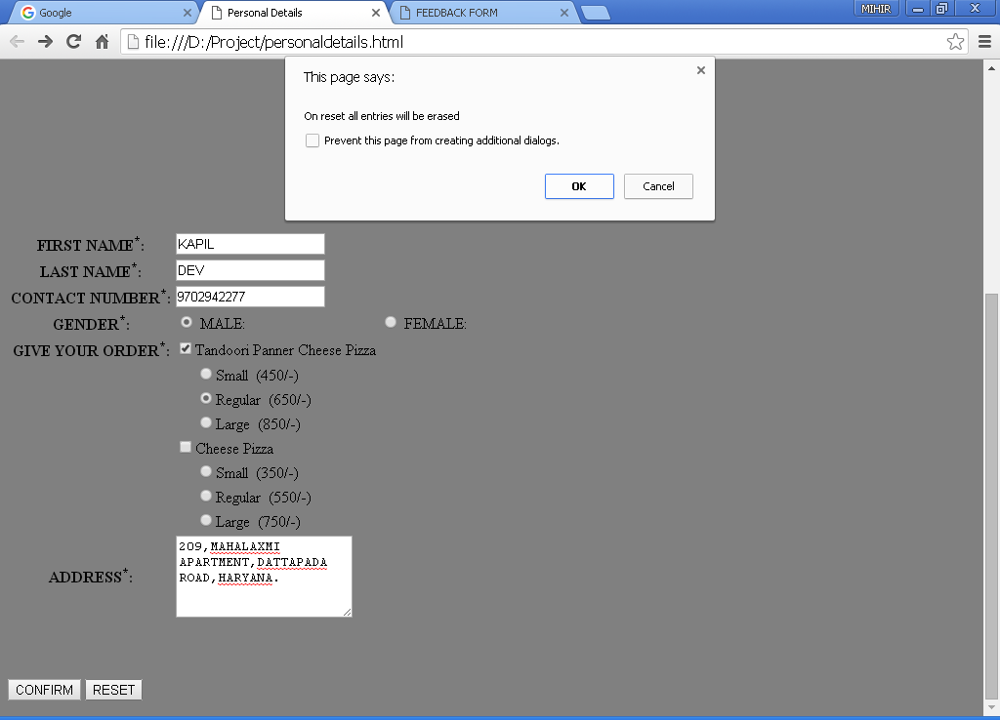 Google
Personal Details
FEEDBACK FORM
MIHIR
file:///D:/Project/personaldetails.html
This page says:
On reset all entries will be erased
Prevent this page from creating additional dialogs.
OK Cancel
FIRST NAME*: KAPIL
LAST NAME*: DEV
CONTACT NUMBER*: 9702942277
GENDER*: MALE: FEMALE:
GIVE YOUR ORDER*: Tandoori Panner Cheese Pizza
Small (450/-)
Regular (650/-)
Large (850/-)
Cheese Pizza
Small (350/-)
Regular (550/-)
Large (750/-)
ADDRESS*:
209,MAHALAXMI
APARTMENT,DATTAPADA
ROAD,HARYANA.
CONFIRM RESET